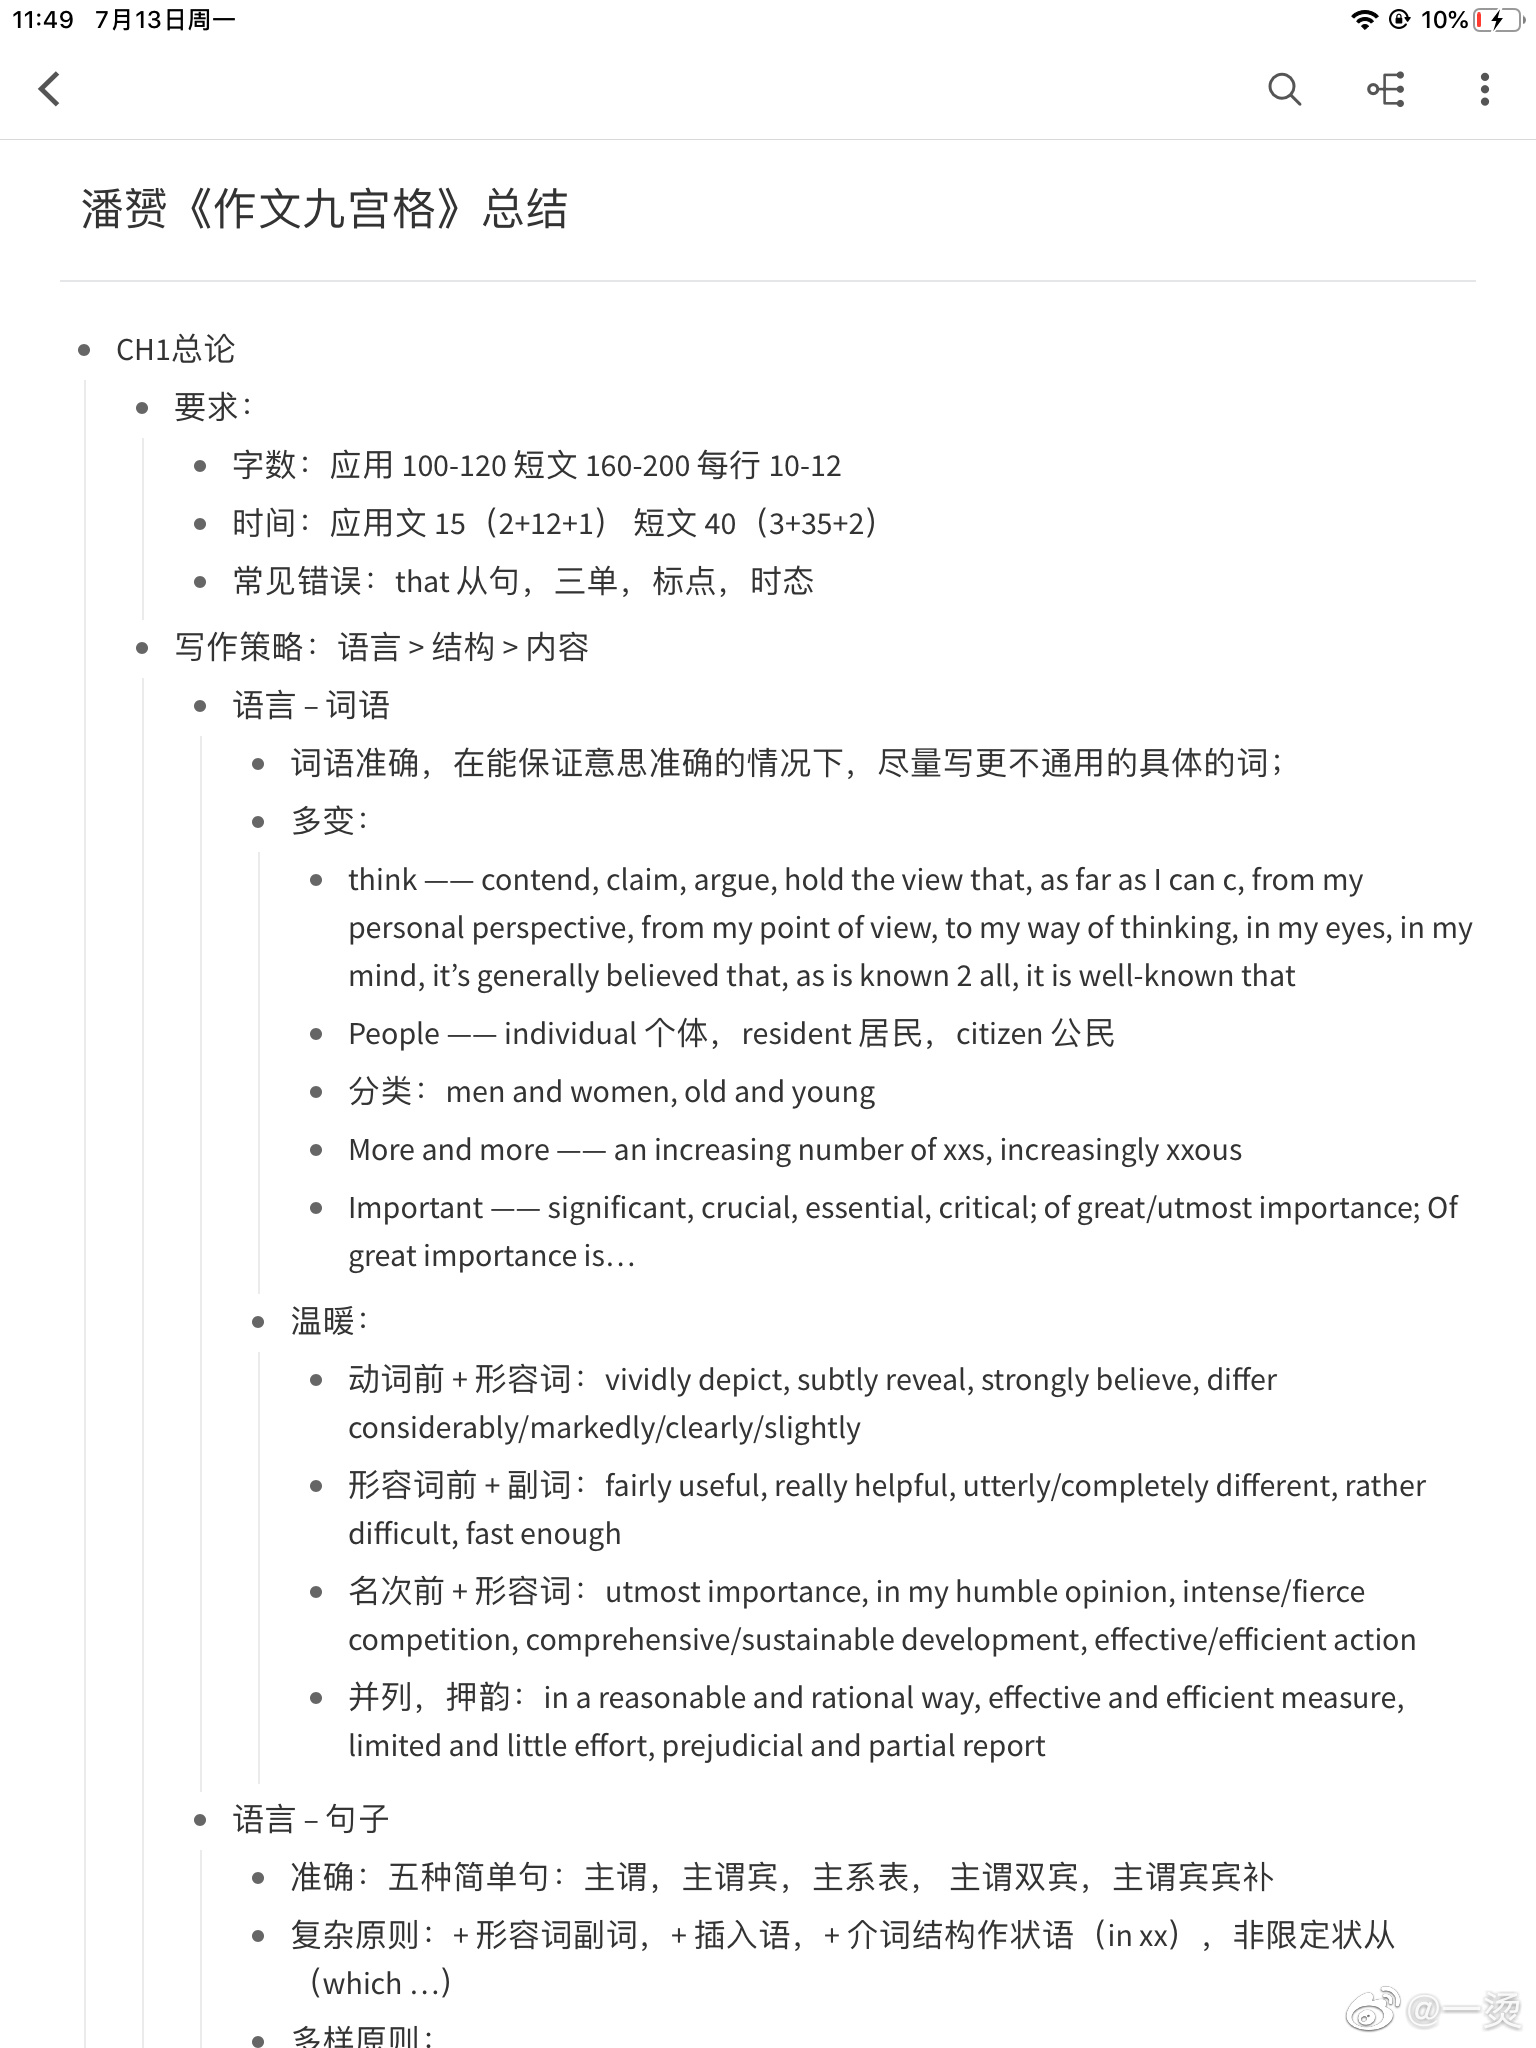 11:49 7月13日周一 10%
潘赟《作文九宫格》总结
CH1总论
要求：
字数： 应用 100-120 短文 160-200 每行 10-12
时间： 应用文 15（2+12+1） 短文 40（3+35+2）
常见错误：that 从句，三单，标点，时态
写作策略：语言 > 结构 > 内容
语言 – 词语
词语准确，在能保证意思准确的情况下，尽量写更不通用的具体的词；
多变：
think —— contend, claim, argue, hold the view that, as far as I can c, from my
personal perspective, from my point of view, to my way of thinking, in my eyes, in my
mind, it’s generally believed that, as is known 2 all, it is well-known that
People —— individual 个体，resident 居民，citizen 公民
分类： men and women, old and young
More and more —— an increasing number of xxs, increasingly xxous
Important —— significant, crucial, essential, critical; of great/utmost importance; Of
great importance is…
温暖：
动词前 + 形容词：vividly depict, subtly reveal, strongly believe, differ
considerably/markedly/clearly/slightly
形容词前 + 副词：fairly useful, really helpful, utterly/completely different, rather
difficult, fast enough
名次前 + 形容词：utmost importance, in my humble opinion, intense/fierce
competition, comprehensive/sustainable development, effective/efficient action
并列，押韵：in a reasonable and rational way, effective and efficient measure,
limited and little effort, prejudicial and partial report
语言 – 句子
准确：五种简单句：主谓，主谓宾，主系表， 主谓双宾，主谓宾宾补
复杂原则：+ 形容词副词，+ 插入语，+ 介词结构作状语（in xx），非限定状从
（which …）
多样原则：
@一烫